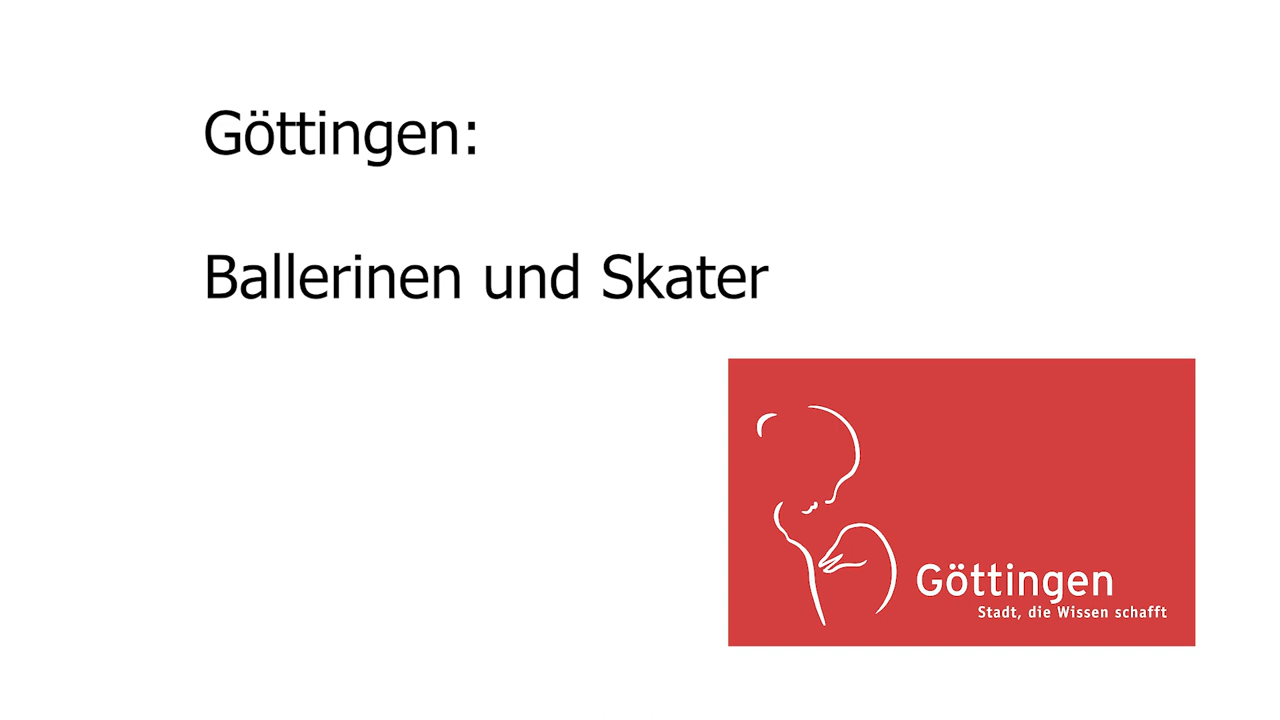 Göttingen:
Ballerinen und Skater
Göttingen
Stadt, die Wissen schafft